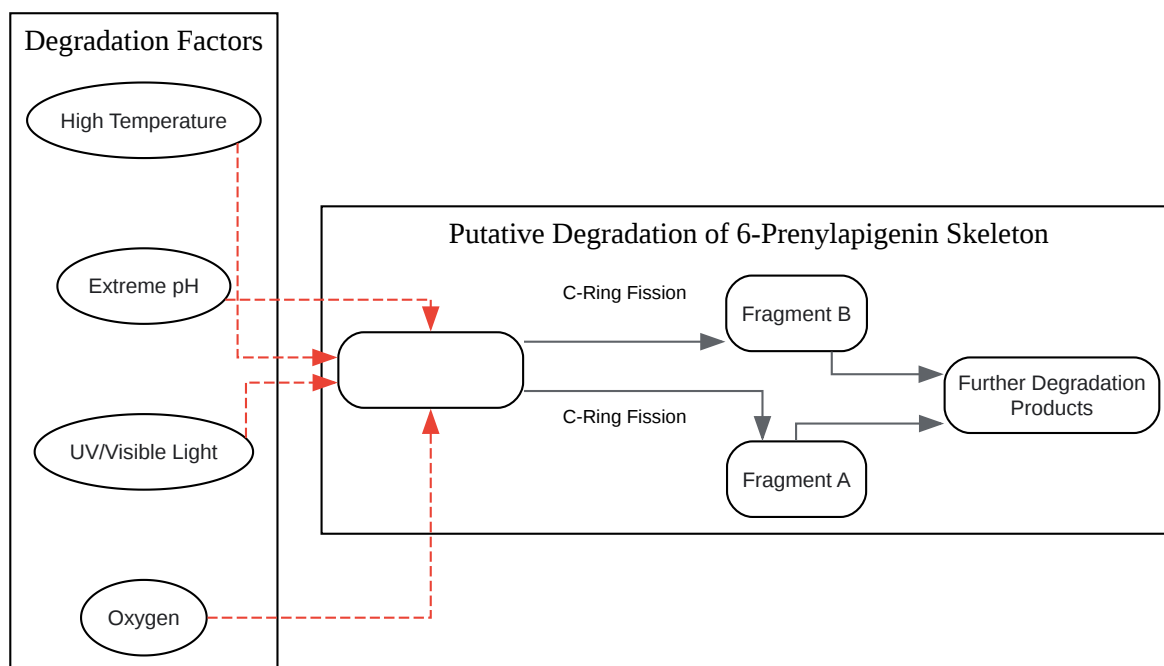 Degradation Factors
High Temperature
Extreme pH
UV/Visible Light
Oxygen
Putative Degradation of 6-Prenylapigenin Skeleton
C-Ring Fission
C-Ring Fission
Fragment B
Fragment A
Further Degradation
Products